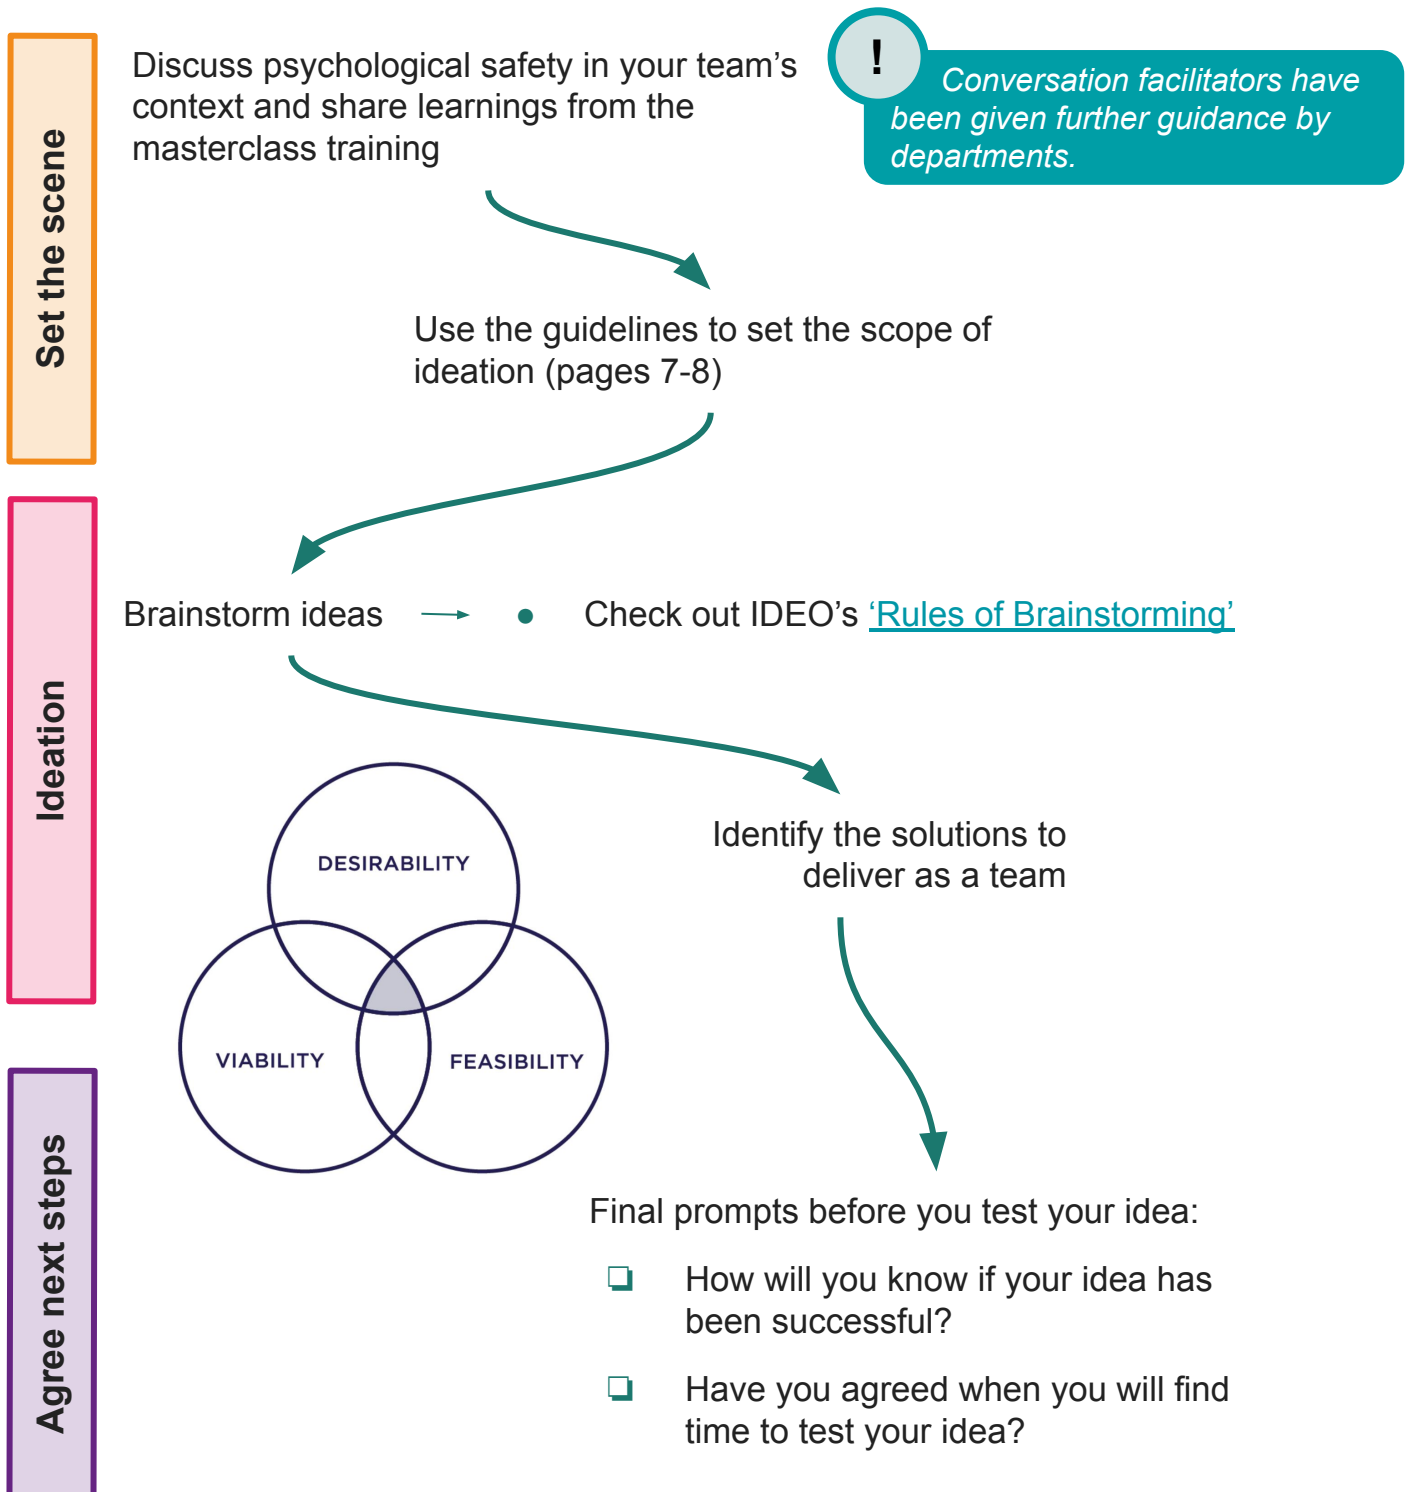 Set the scene
Discuss psychological safety in your team’s
context and share learnings from the
masterclass training
!
Conversation facilitators have
been given further guidance by
departments.
Use the guidelines to set the scope of
ideation (pages 7-8)
Ideation
Brainstorm ideas
● Check out IDEO’s ‘Rules of Brainstorming’
DESIRABILITY
VIABILITY
FEASIBILITY
Identify the solutions to
deliver as a team
Agree next steps
Final prompts before you test your idea:
❏ How will you know if your idea has
been successful?
❏ Have you agreed when you will find
time to test your idea?